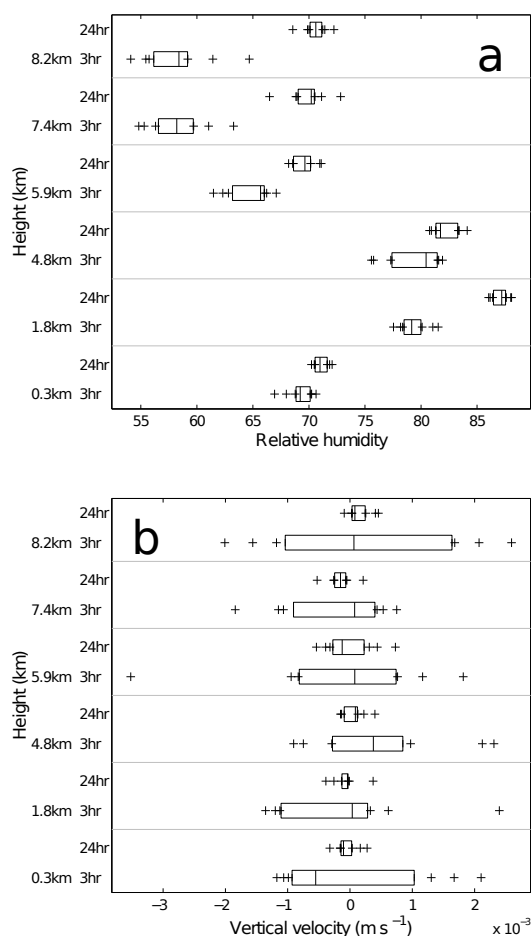 a
24hr
8.2km 3hr
24hr
7.4km 3hr
24hr
5.9km 3hr
24hr
4.8km 3hr
24hr
1.8km 3hr
24hr
0.3km 3hr
Height (km)
55 60 65 70 75 80 85
Relative humidity
b
24hr
8.2km 3hr
24hr
7.4km 3hr
24hr
5.9km 3hr
24hr
4.8km 3hr
24hr
1.8km 3hr
24hr
0.3km 3hr
Height (km)
−3 −2 −1 0 1 2
Vertical velocity (m s⁻¹) x 10⁻³